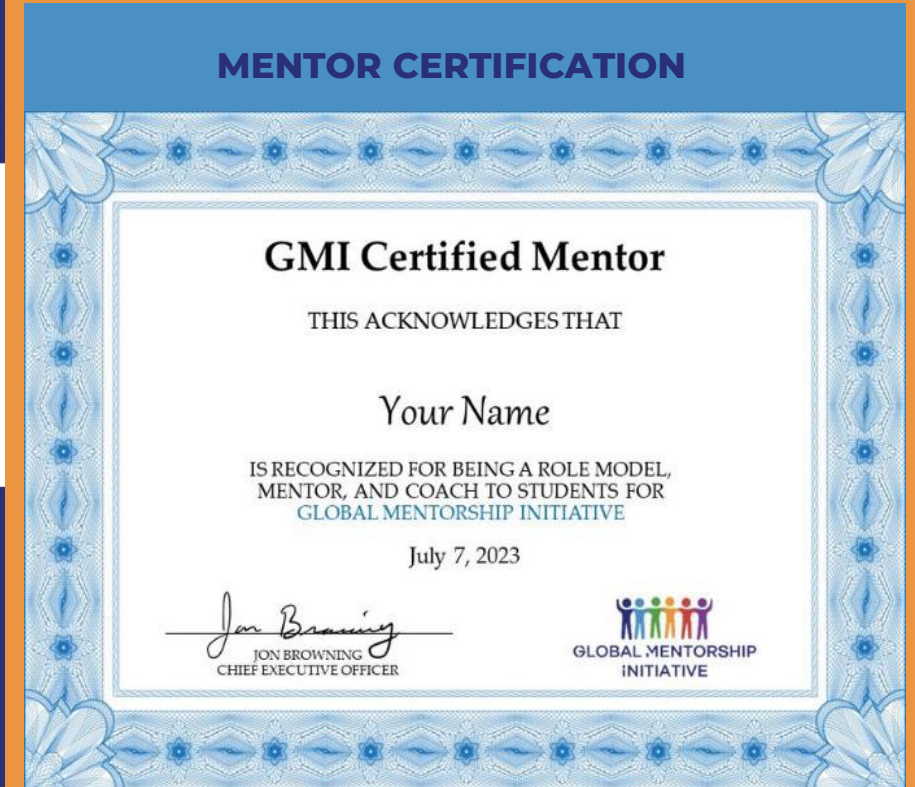 MENTOR CERTIFICATION
GMI Certified Mentor
THIS ACKNOWLEDGES THAT
Your Name
IS RECOGNIZED FOR BEING A ROLE MODEL,
MENTOR, AND COACH TO STUDENTS FOR
GLOBAL MENTORSHIP INITIATIVE
July 7, 2023
Jon Browning
JON BROWNING
CHIEF EXECUTIVE OFFICER
GLOBAL MENTORSHIP
INITIATIVE